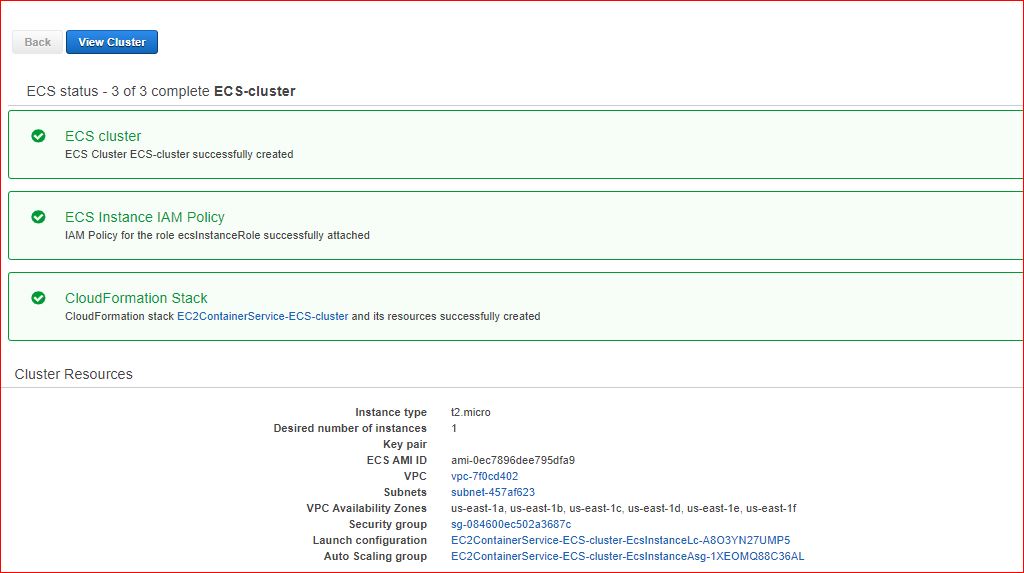 Back View Cluster
ECS status - 3 of 3 complete ECS-cluster
ECS cluster
ECS Cluster ECS-cluster successfully created
ECS Instance IAM Policy
IAM Policy for the role ecsInstanceRole successfully attached
CloudFormation Stack
CloudFormation stack EC2ContainerService-ECS-cluster and its resources successfully created
Cluster Resources
Instance type t2.micro
Desired number of instances 1
Key pair
ECS AMI ID ami-0ec7896dee795dfa9
VPC vpc-7f0cd402
Subnets subnet-457af623
VPC Availability Zones us-east-1a, us-east-1b, us-east-1c, us-east-1d, us-east-1e, us-east-1f
Security group sg-084600ec502a3687c
Launch configuration EC2ContainerService-ECS-cluster-EcsInstanceLc-A8O3YN27UMP5
Auto Scaling group EC2ContainerService-ECS-cluster-EcsInstanceAsg-1XEOMQ88C36AL